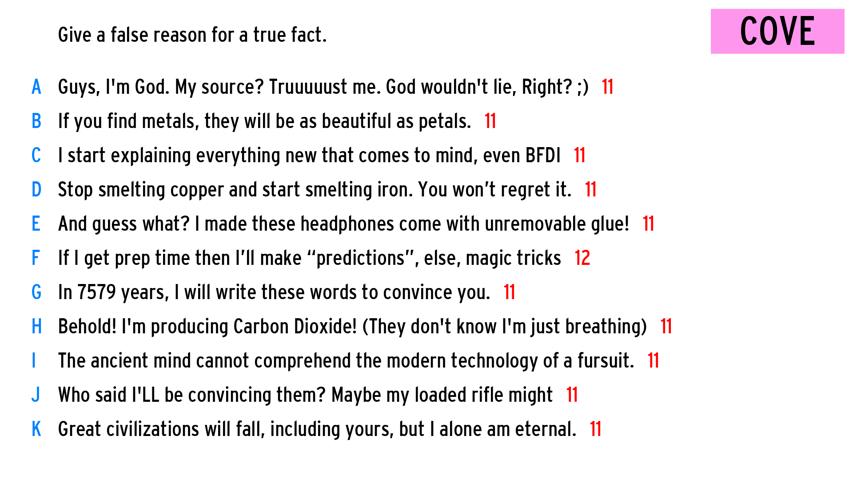 Give a false reason for a true fact.
COVE
A Guys, I'm God. My source? Truuuuust me. God wouldn't lie, Right? ;) 11
B If you find metals, they will be as beautiful as petals. 11
C I start explaining everything new that comes to mind, even BFDI 11
D Stop smelting copper and start smelting iron. You won’t regret it. 11
E And guess what? I made these headphones come with unremovable glue! 11
F If I get prep time then I’ll make “predictions”, else, magic tricks 12
G In 7579 years, I will write these words to convince you. 11
H Behold! I'm producing Carbon Dioxide! (They don't know I'm just breathing) 11
I The ancient mind cannot comprehend the modern technology of a fursuit. 11
J Who said I'LL be convincing them? Maybe my loaded rifle might 11
K Great civilizations will fall, including yours, but I alone am eternal. 11